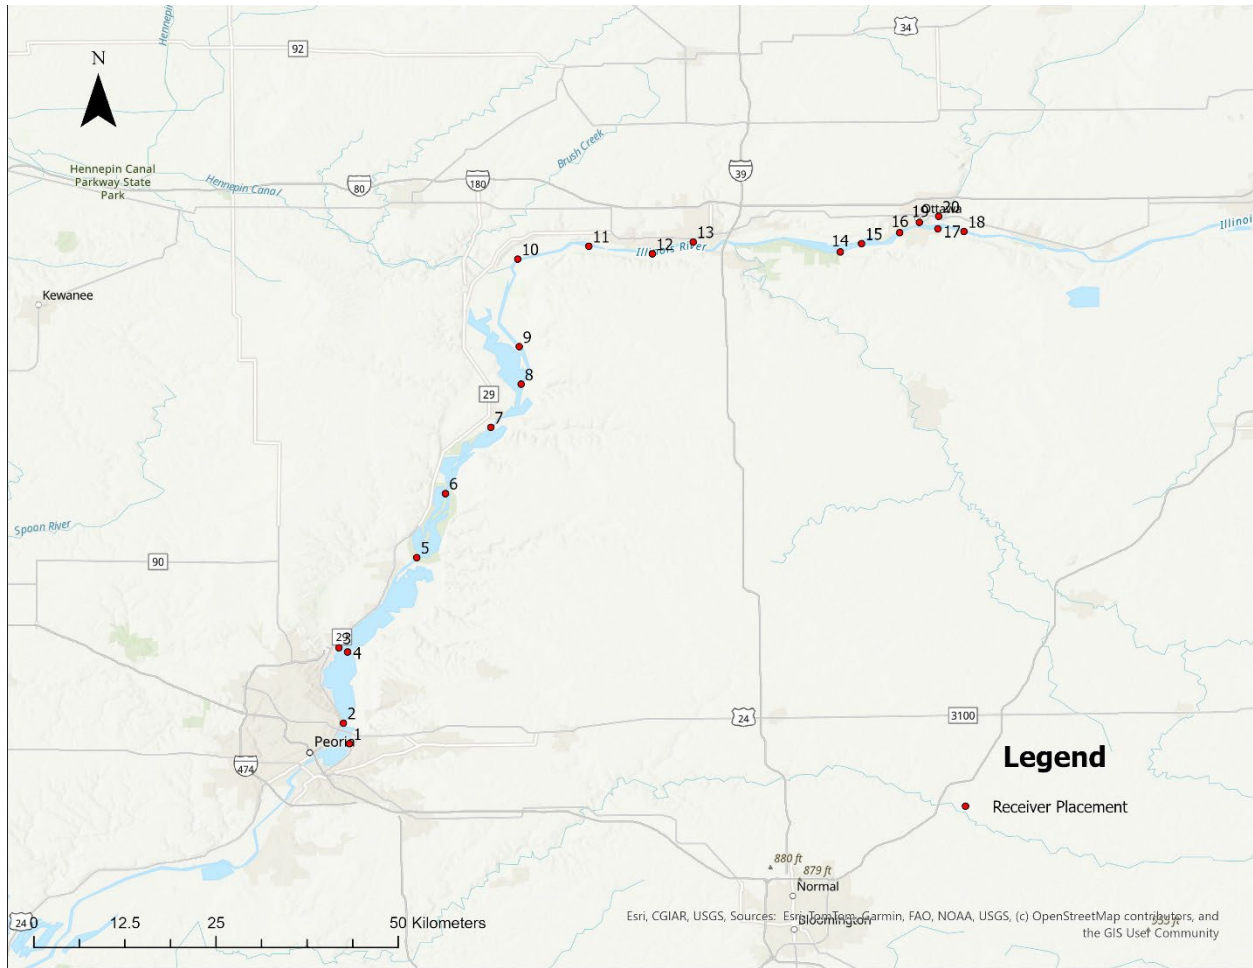 Hennepin
34
92
N
Brush Creek
Hennepin Canal
Parkway State
Park
Hennepin Canal
80
180
39
20
19
Ottawa
16
18
17
15
14
13
12
11
10
Illinois River
Illinoi
Kewanee
9
8
29
7
6
Spoon River
5
90
29
3
4
2
24
3100
1
Peoria
474
Legend
Receiver Placement
880 ft
879 ft
Normal
Bloomington
24
0
12.5
25
50 Kilometers
Esri, CGIAR, USGS, Sources: Esri, TomTom, Garmin, FAO, NOAA, USGS, (c) OpenStreetMap contributors, and
the GIS User Community